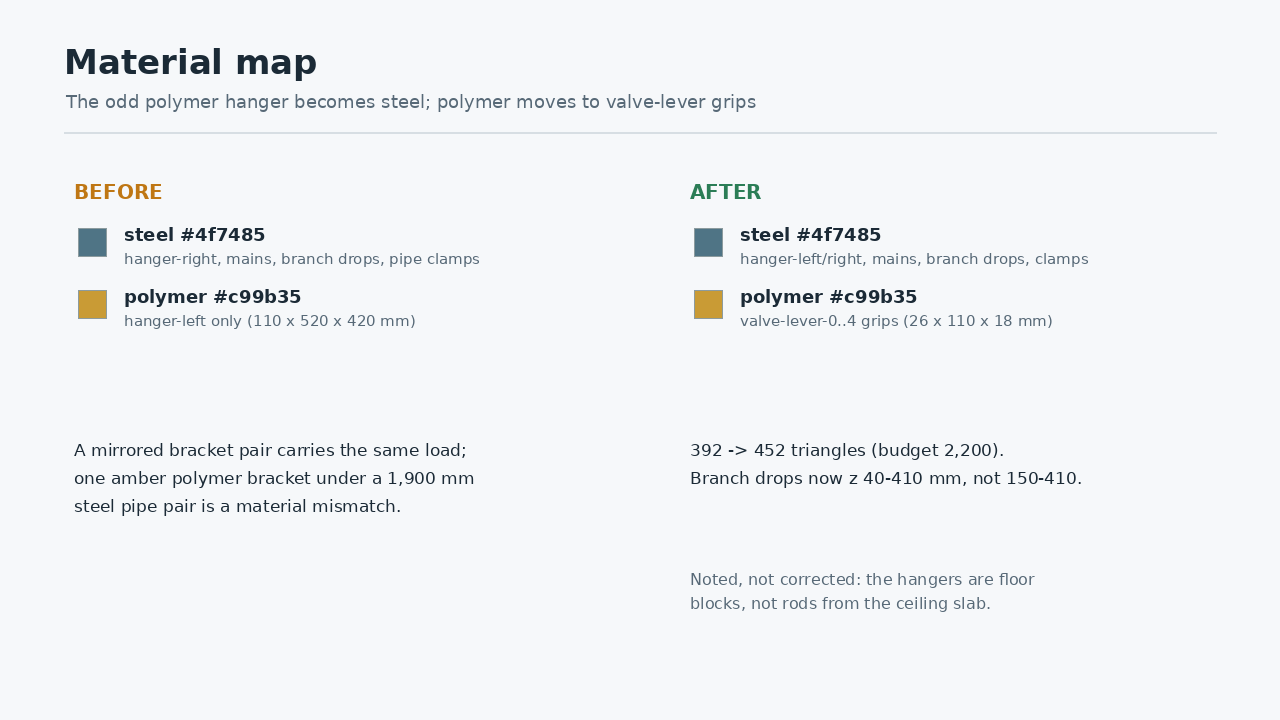 Material map
The odd polymer hanger becomes steel; polymer moves to valve-lever grips
BEFORE
steel #4f7485
hanger-right, mains, branch drops, pipe clamps
polymer #c99b35
hanger-left only (110 x 520 x 420 mm)
A mirrored bracket pair carries the same load;
one amber polymer bracket under a 1,900 mm
steel pipe pair is a material mismatch.
AFTER
steel #4f7485
hanger-left/right, mains, branch drops, clamps
polymer #c99b35
valve-lever-0..4 grips (26 x 110 x 18 mm)
392 -> 452 triangles (budget 2,200).
Branch drops now z 40-410 mm, not 150-410.
Noted, not corrected: the hangers are floor
blocks, not rods from the ceiling slab.